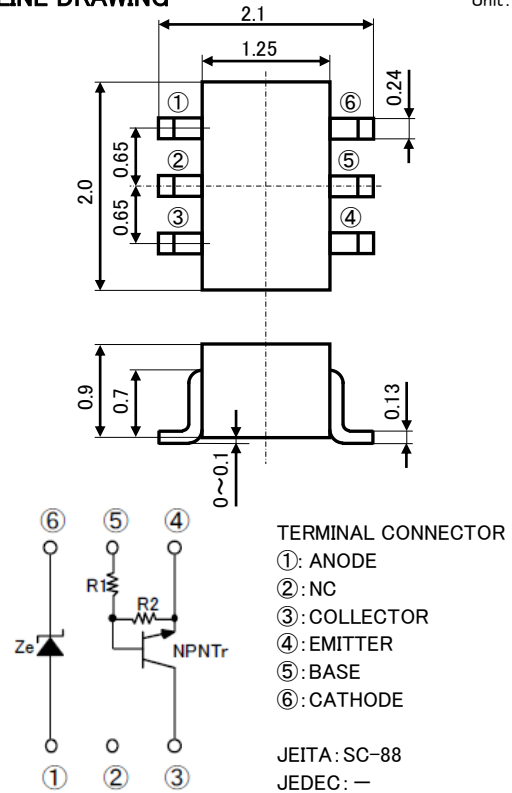 LINE DRAWING
Unit:
2.1
1.25
① ⑥
0.24
0.65
② ⑤
2.0
0.65
③ ④
0.9
0.7
0.13
0～0.1
⑥ ⑤ ④
R1
R2
Ze
NPNTr
① ② ③
TERMINAL CONNECTOR
①: ANODE
②: NC
③: COLLECTOR
④: EMITTER
⑤: BASE
⑥: CATHODE
JEITA: SC-88
JEDEC: －